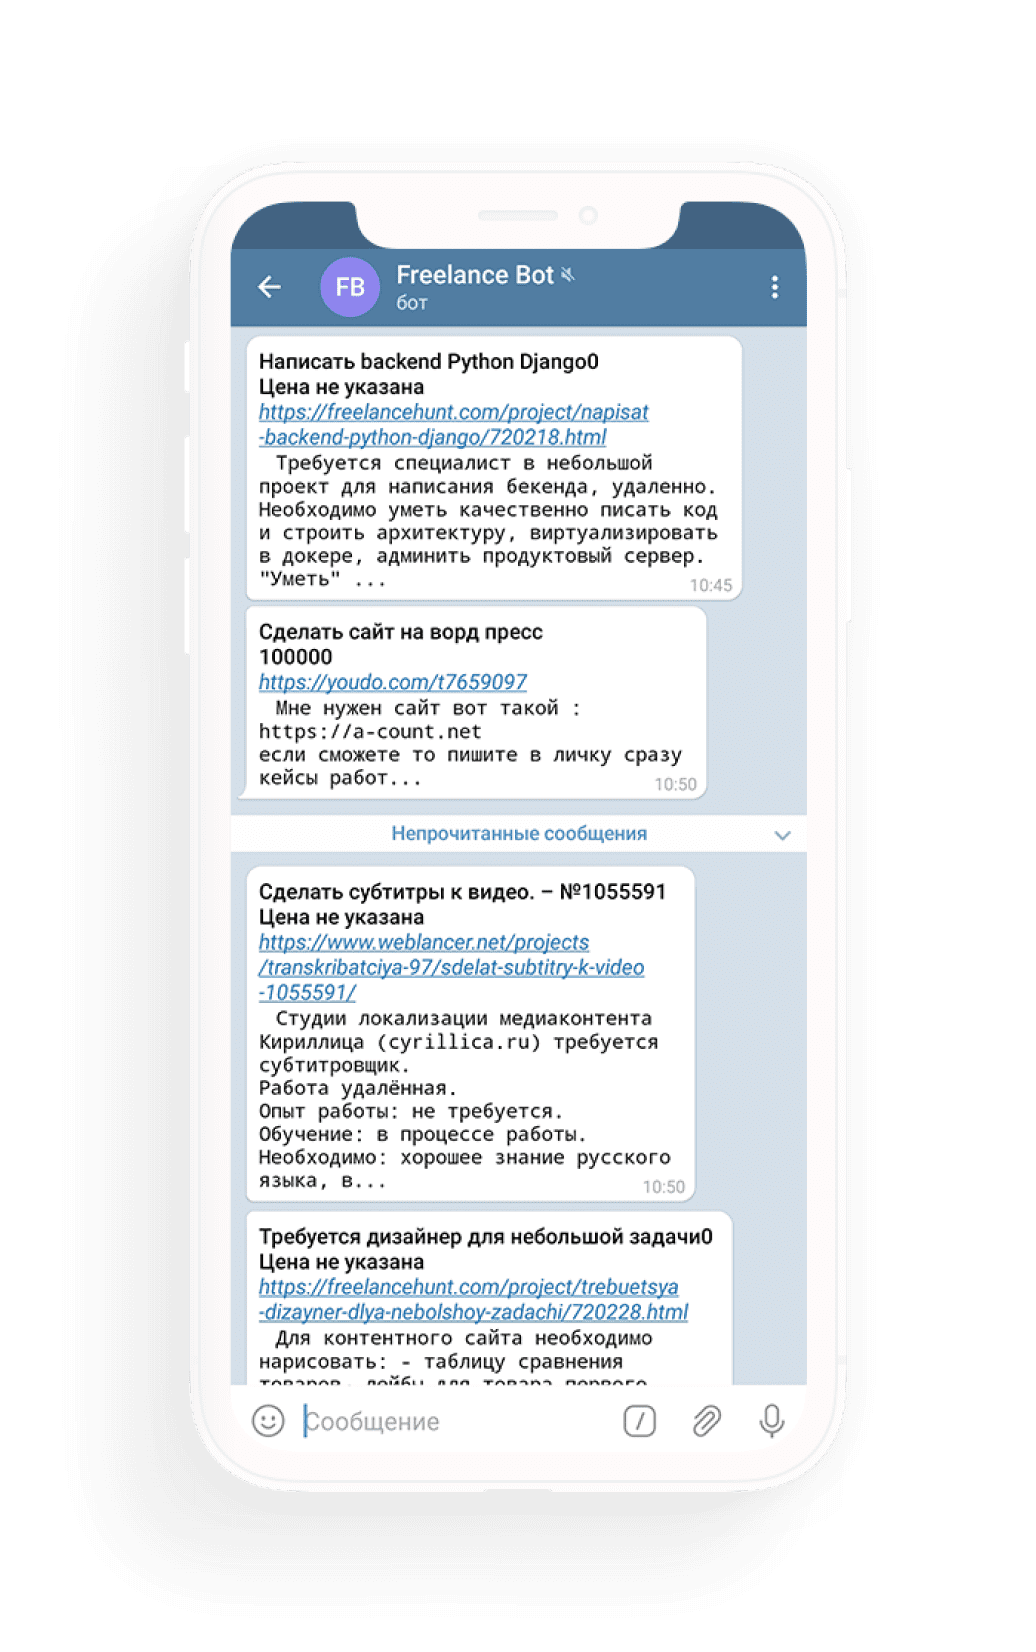 FB
Freelance Bot
бот
Написать backend Python Django0
Цена не указана
https://freelancehunt.com/project/napisat
-backend-python-django/720218.html
Требуется специалист в небольшой
проект для написания бекенда, удаленно.
Необходимо уметь качественно писать код
и строить архитектуру, виртуализировать
в докере, админить продуктовый сервер.
"Уметь" ...
10:45
Сделать сайт на ворд пресс
100000
https://youdo.com/t7659097
Мне нужен сайт вот такой :
https://a-count.net
если сможете то пишите в личку сразу
кейсы работ...
10:50
Непрочитанные сообщения
Сделать субтитры к видео. – №1055591
Цена не указана
https://www.weblancer.net/projects
/transkribatciya-97/sdelat-subtitry-k-video
-1055591/
Студии локализации медиаконтента
Кириллица (cyrillica.ru) требуется
субтитровщик.
Работа удалённая.
Опыт работы: не требуется.
Обучение: в процессе работы.
Необходимо: хорошее знание русского
языка, в...
10:50
Требуется дизайнер для небольшой задачи0
Цена не указана
https://freelancehunt.com/project/trebuetsya
-dizayner-dlya-nebolshoy-zadachi/720228.html
Для контентного сайта необходимо
нарисовать: - таблицу сравнения
для товара первого
Сообщение